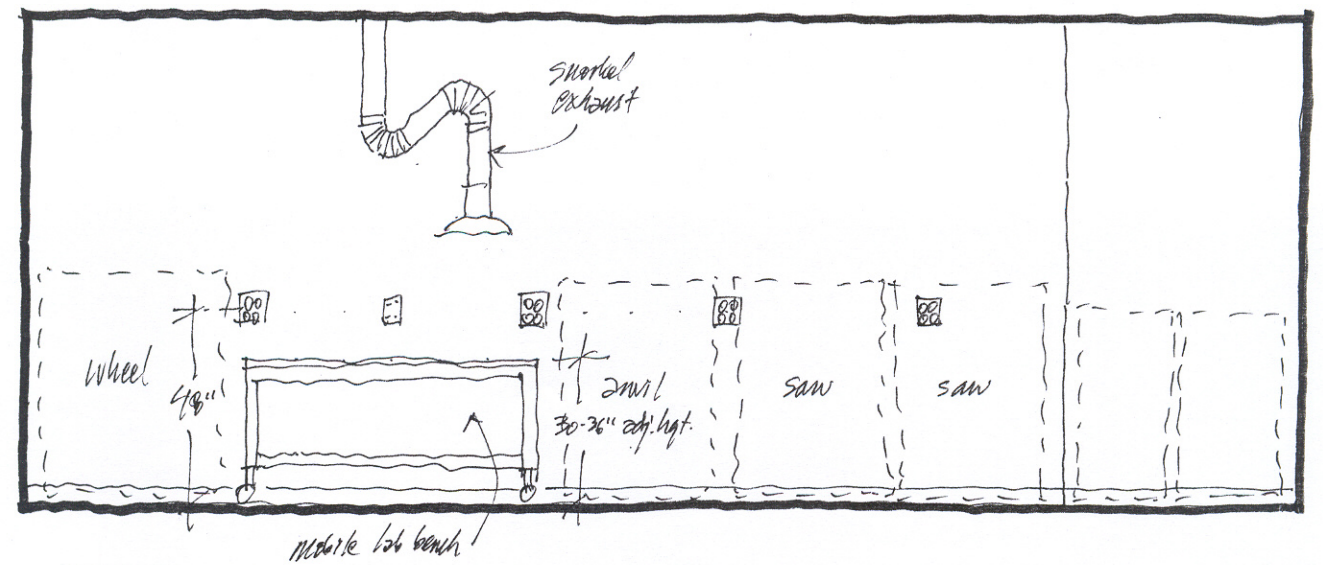 snorkel
exhaust
wheel
48"
anvil
30-36" adj. hgt.
saw
saw
mobile lab bench